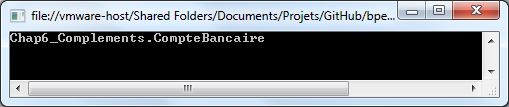 file://vmware-host/Shared Folders/Documents/Projets/GitHub/bpe...
Chap6_Complements.CompteBancaire